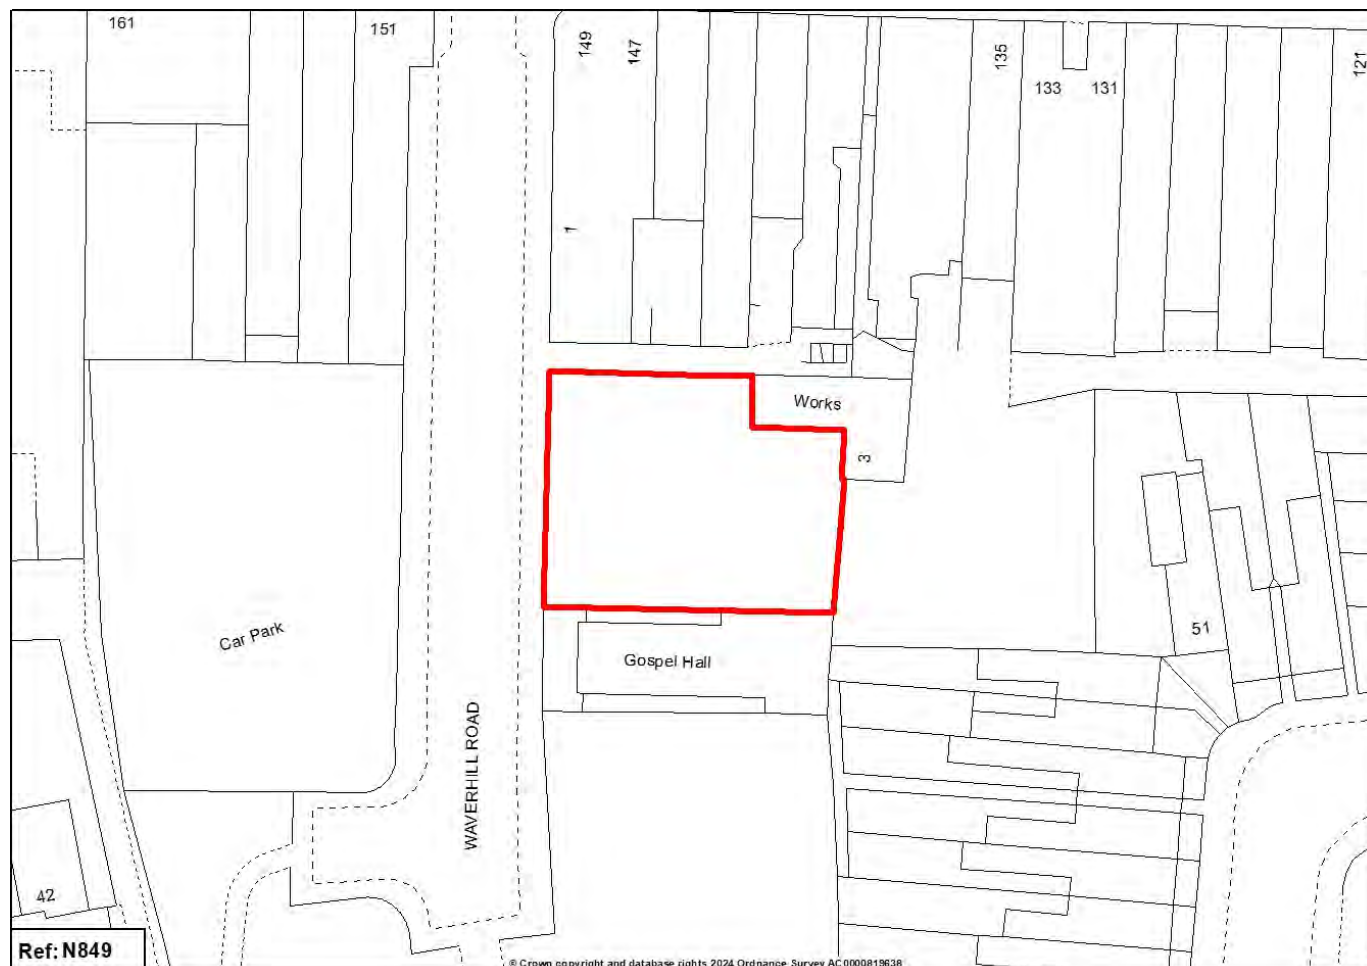 161
151
149
147
135
133
131
121
1
Works
3
Car Park
Gospel Hall
51
WAVERHILL ROAD
42
Ref: N849
© Crown copyright and database rights 2024 Ordnance Survey AC0000819638